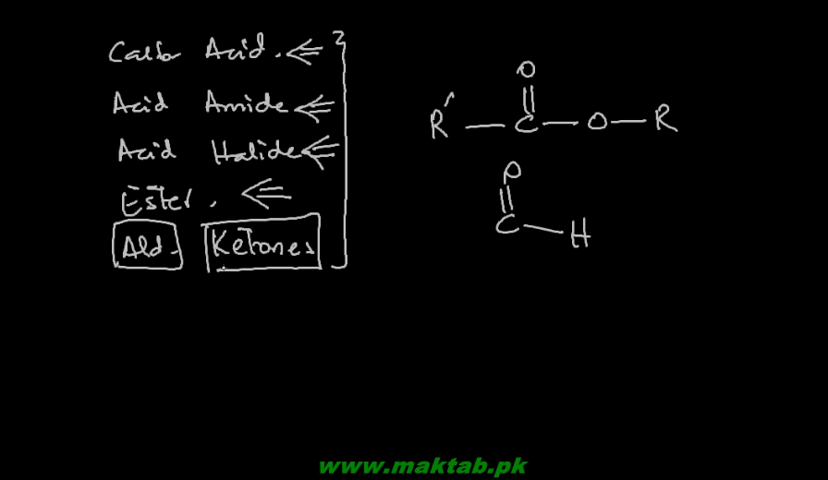 Carbo Acid.
Acid Amide
Acid Halide
Ester.
Ald. Ketones
O
R' — C — O — R
O
C — H
www.maktab.pk